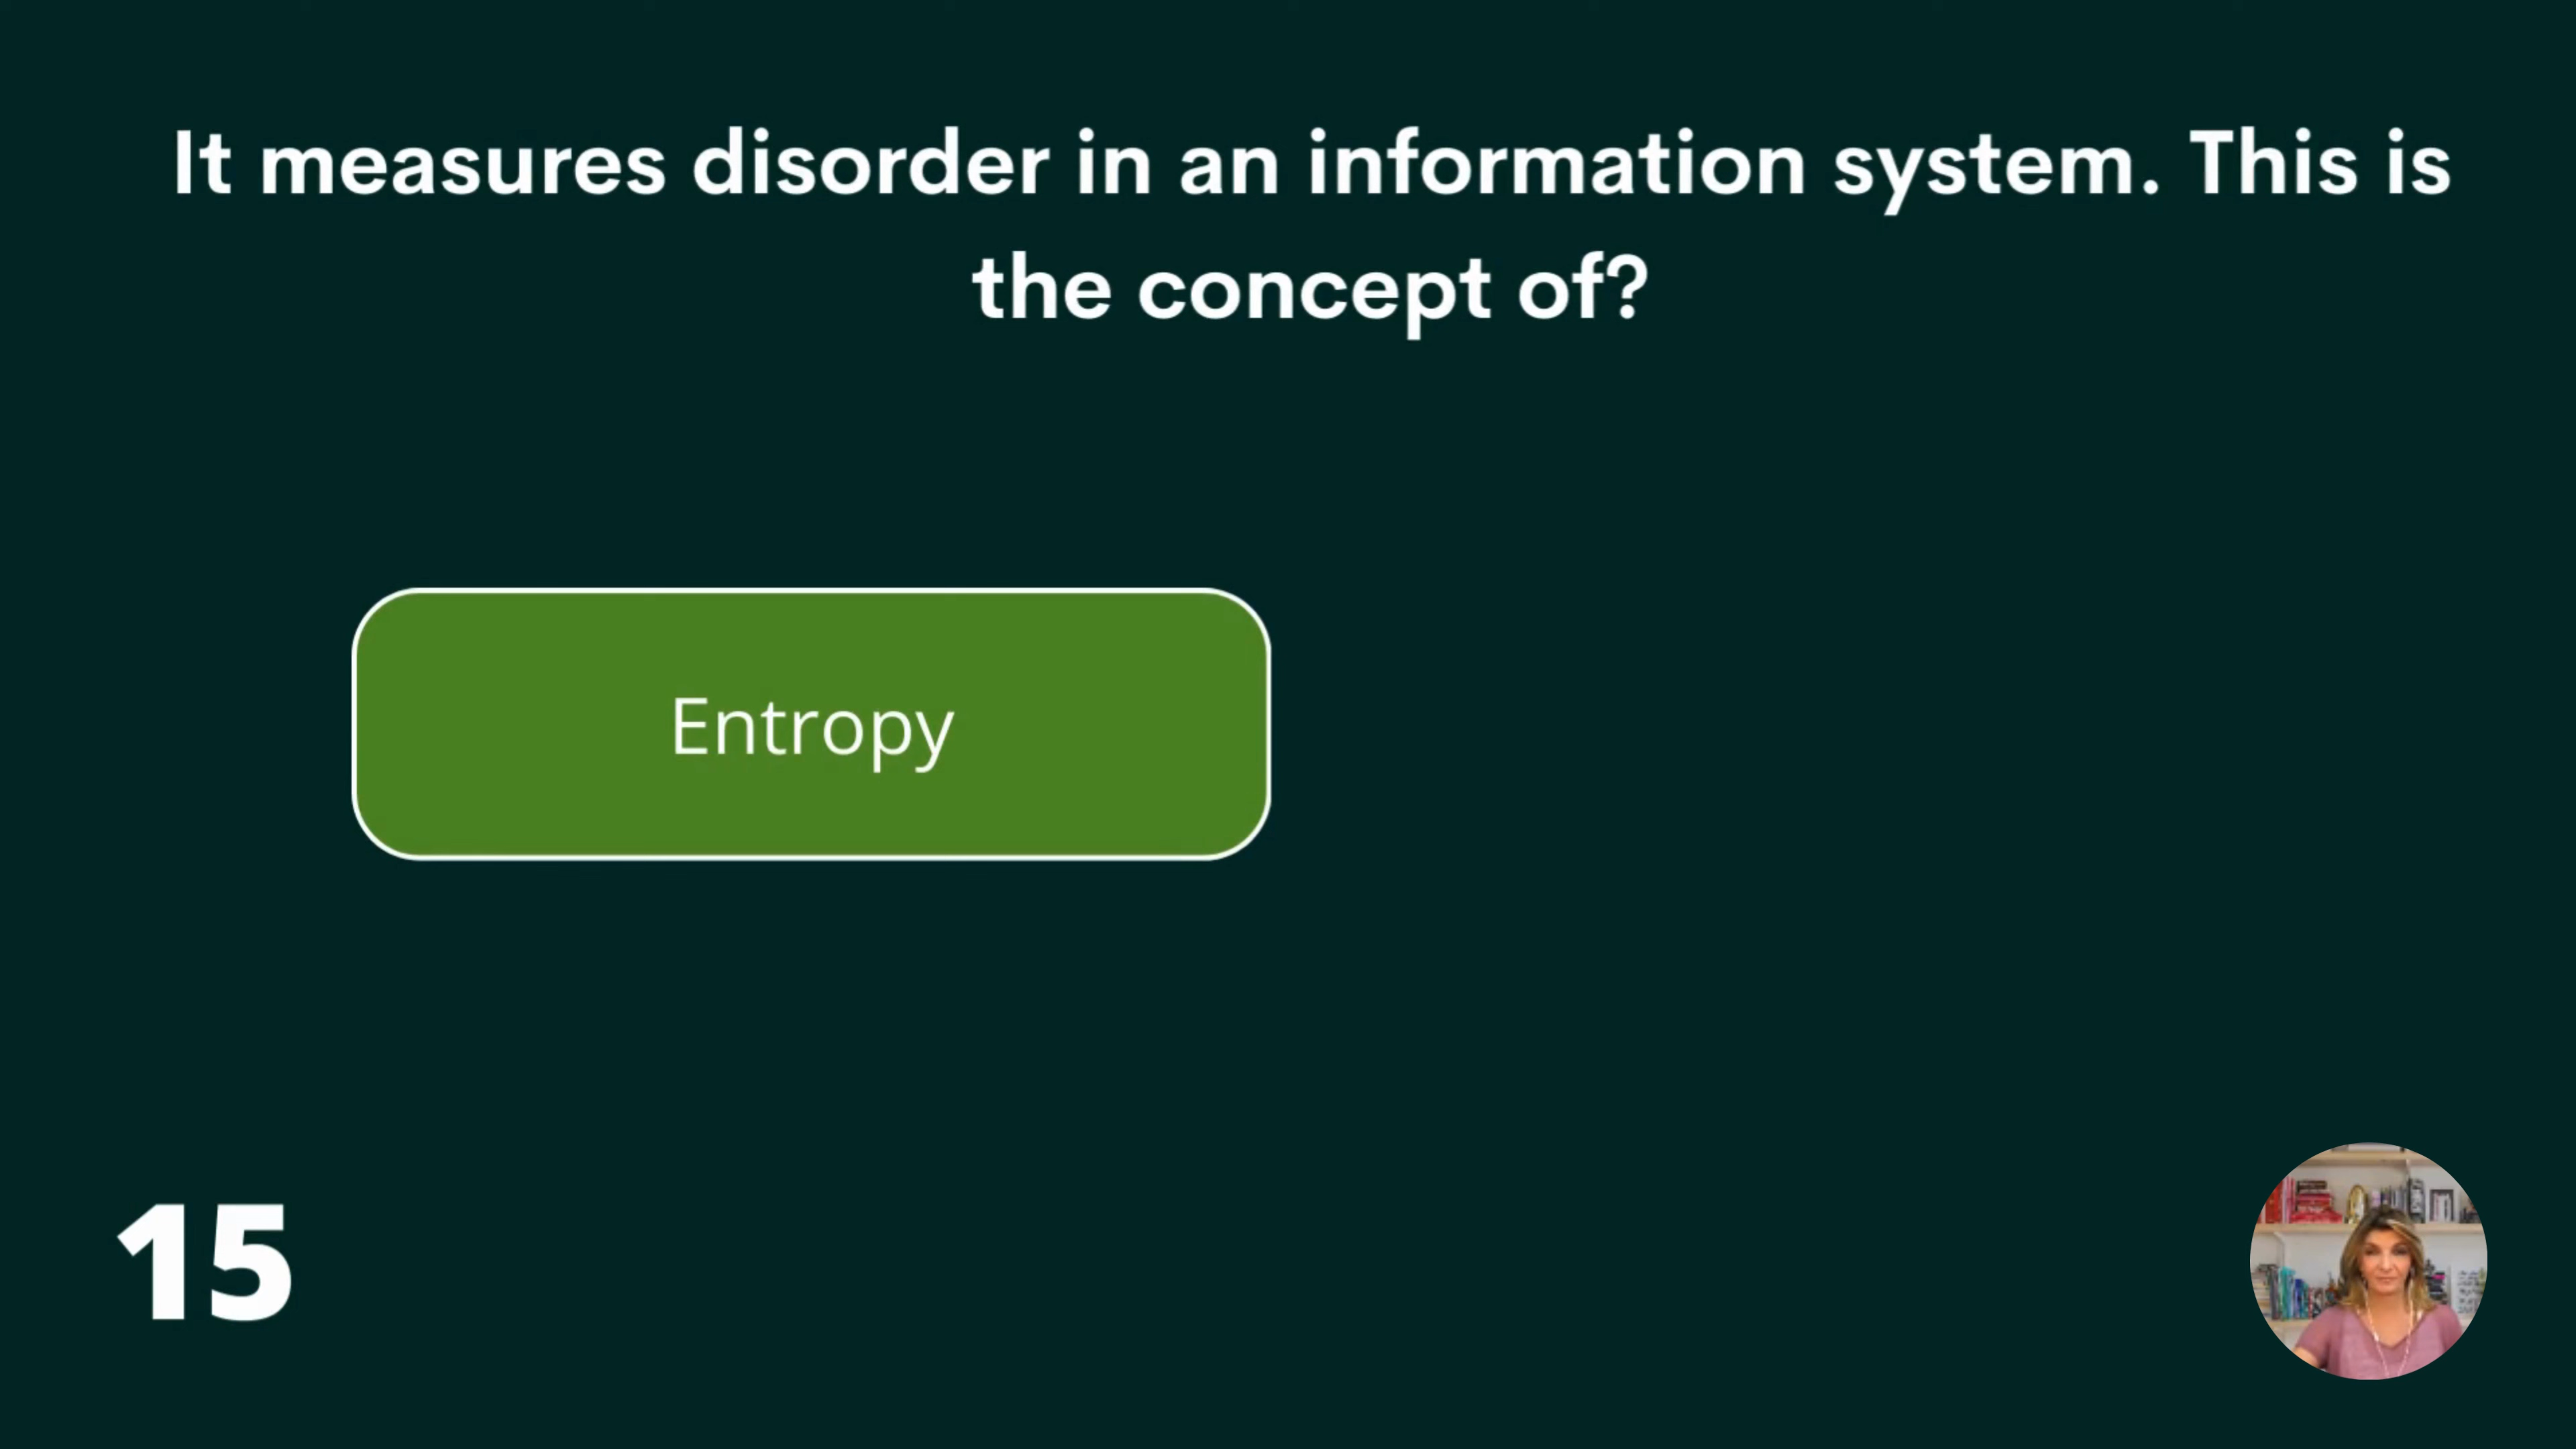 It measures disorder in an information system. This is
the concept of?
Entropy
15